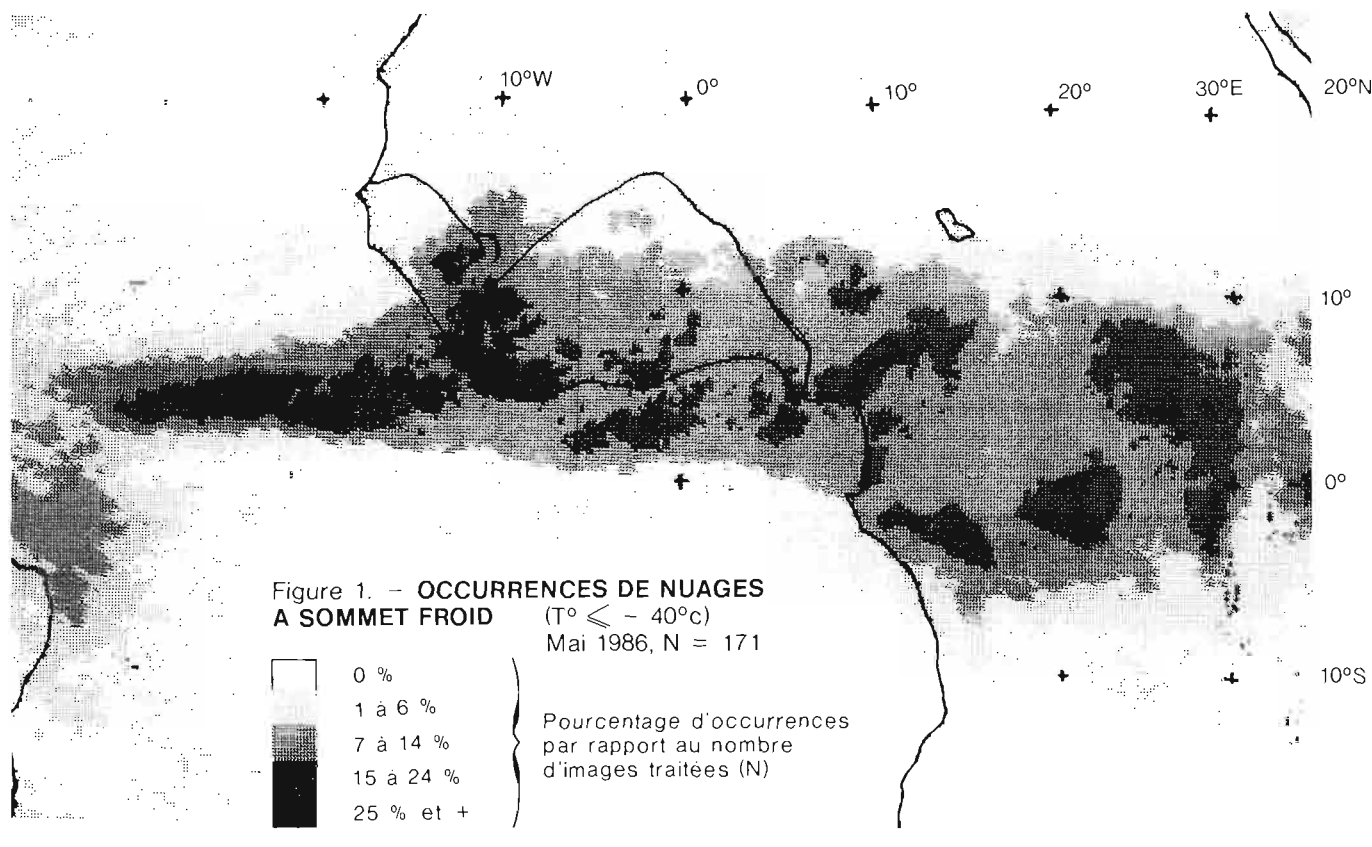 10°W
0°
10°
20°
30°E
20°N
10°
0°
10°S
Figure 1. – OCCURRENCES DE NUAGES
A SOMMET FROID (T° ⩽ – 40°c)
Mai 1986, N = 171
0 %
1 à 6 %
7 à 14 %
15 à 24 %
25 % et +
Pourcentage d'occurrences
par rapport au nombre
d'images traitées (N)